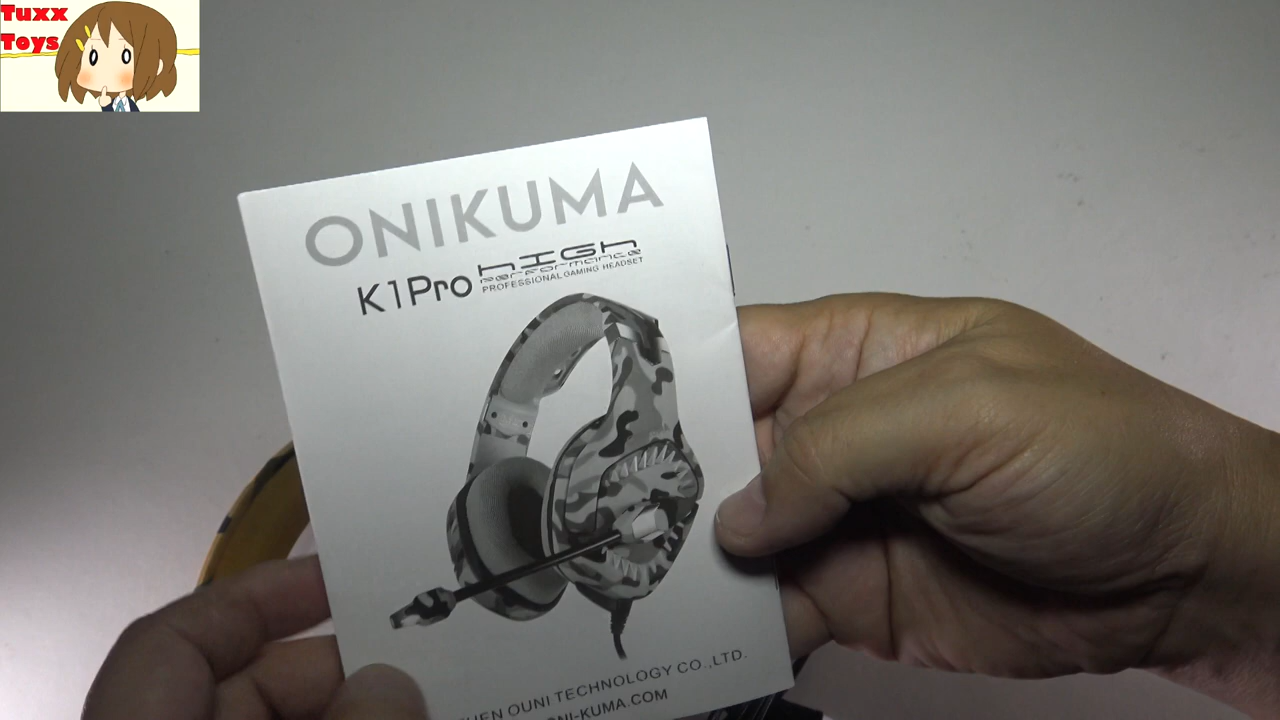 Tuxx
Toys
ONIKUMA
K1Pro HIGH
PERFORMANCE
PROFESSIONAL GAMING HEADSET
OUNI TECHNOLOGY CO.,LTD.
ONI-KUMA.COM